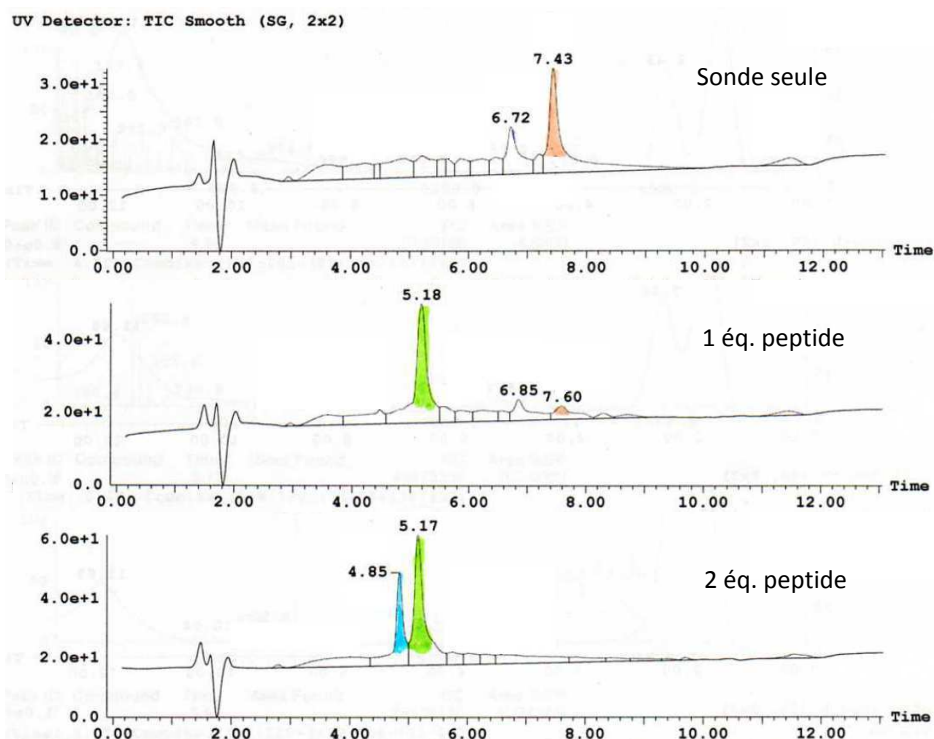 UV Detector: TIC Smooth (SG, 2x2)
7.43
Sonde seule
3.0e+1
6.72
2.0e+1
1.0e+1
0.0
Time
0.00 2.00 4.00 6.00 8.00 10.00 12.00
5.18
1 éq. peptide
4.0e+1
6.85 7.60
2.0e+1
0.0
Time
0.00 2.00 4.00 6.00 8.00 10.00 12.00
6.0e+1
5.17
4.85
2 éq. peptide
4.0e+1
2.0e+1
0.0
Time
0.00 2.00 4.00 6.00 8.00 10.00 12.00